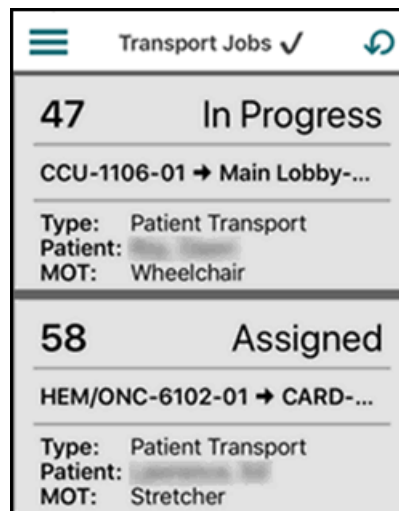 Transport Jobs ✓
47 In Progress
CCU-1106-01 → Main Lobby-...
Type: Patient Transport
Patient:
MOT: Wheelchair
58 Assigned
HEM/ONC-6102-01 → CARD-...
Type: Patient Transport
Patient:
MOT: Stretcher